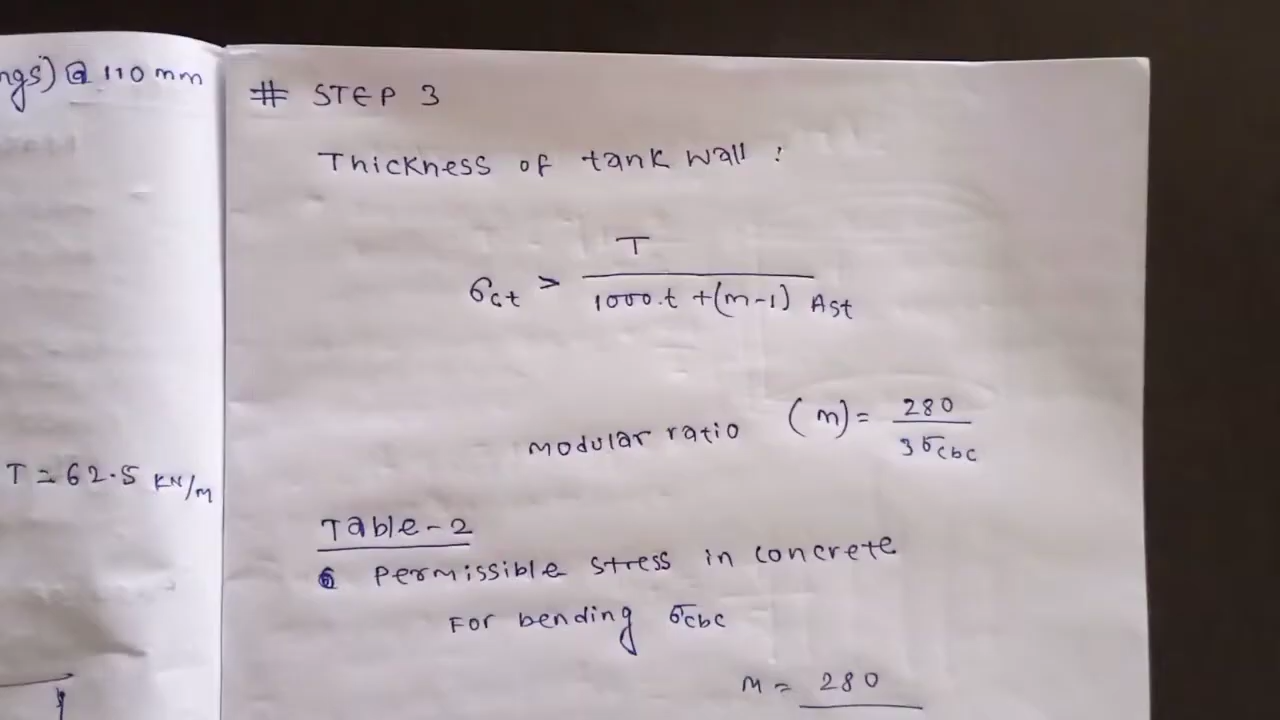 ngs) @ 110 mm
T = 62.5 KN/m
# STEP 3
Thickness of tank wall :
σct > T / 1000.t + (m-1) Ast
modular ratio (m) = 280 / 3σcbc
Table-2
Permissible stress in concrete
For bending σcbc
m = 280